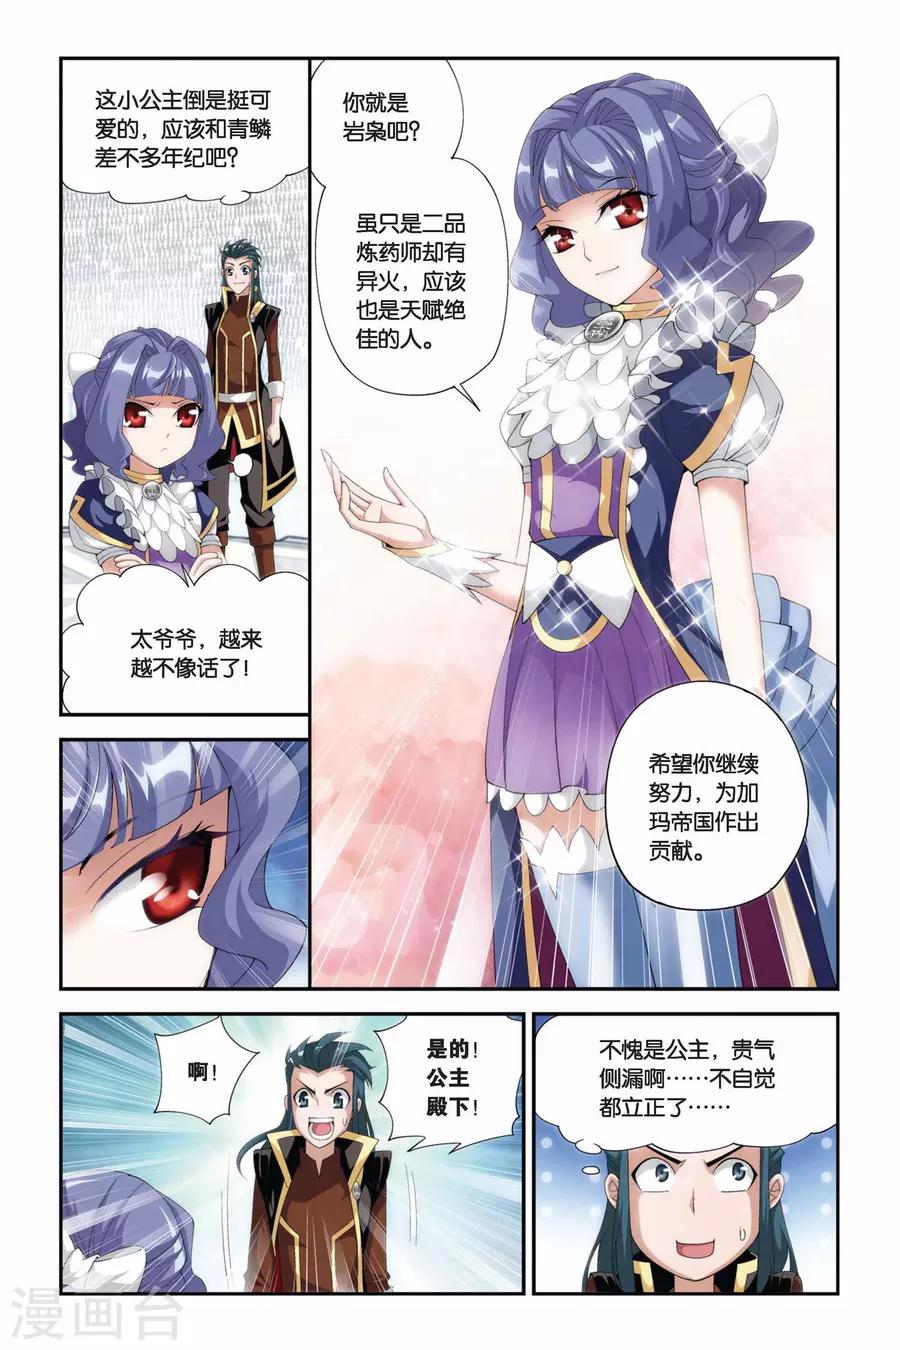 这小公主倒是挺可
爱的，应该和青鳞
差不多年纪吧？
太爷爷，越来
越不像话了！
你就是
岩枭吧？
虽只是二品
炼药师却有
异火，应该
也是天赋绝
佳的人。
希望你继续
努力，为加
玛帝国作出
贡献。
啊！
是的！
公主
殿下！
不愧是公主，贵气
侧漏啊……不自觉
都立正了……
漫画台